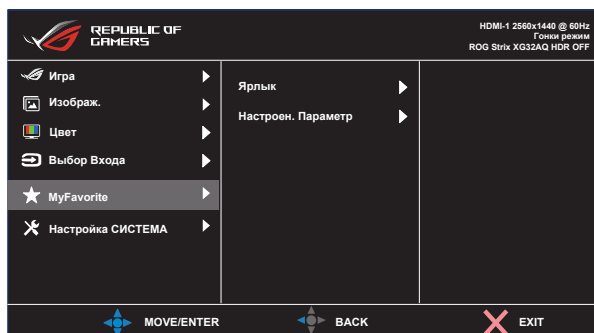 REPUBLIC OF
GAMERS
HDMI-1 2560x1440 @ 60Hz
Гонки режим
ROG Strix XG32AQ HDR OFF
Игра
Изображ.
Цвет
Выбор Входа
MyFavorite
Настройка СИСТЕМА
Ярлык
Настроен. Параметр
MOVE/ENTER
BACK
EXIT